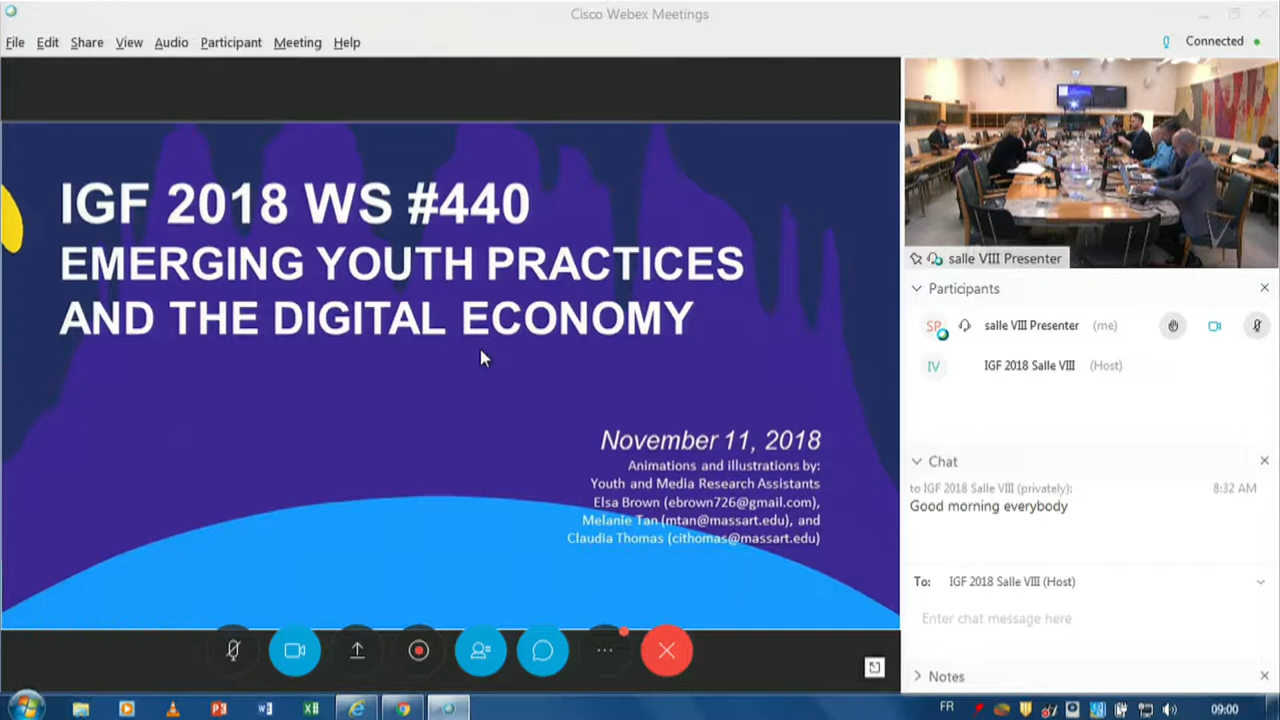 Cisco Webex Meetings
File Edit Share View Audio Participant Meeting Help
Connected
IGF 2018 WS #440
EMERGING YOUTH PRACTICES
AND THE DIGITAL ECONOMY
November 11, 2018
Animations and illustrations by:
Youth and Media Research Assistants
Elsa Brown (ebrown726@gmail.com),
Melanie Tan (mtan@massart.edu), and
Claudia Thomas (cithomas@massart.edu)
salle VIII Presenter
Participants
SP salle VIII Presenter (me)
IV IGF 2018 Salle VIII (Host)
Chat
to IGF 2018 Salle VIII (privately): 8:32 AM
Good morning everybody
To: IGF 2018 Salle VIII (Host)
Enter chat message here
Notes
FR 09:00